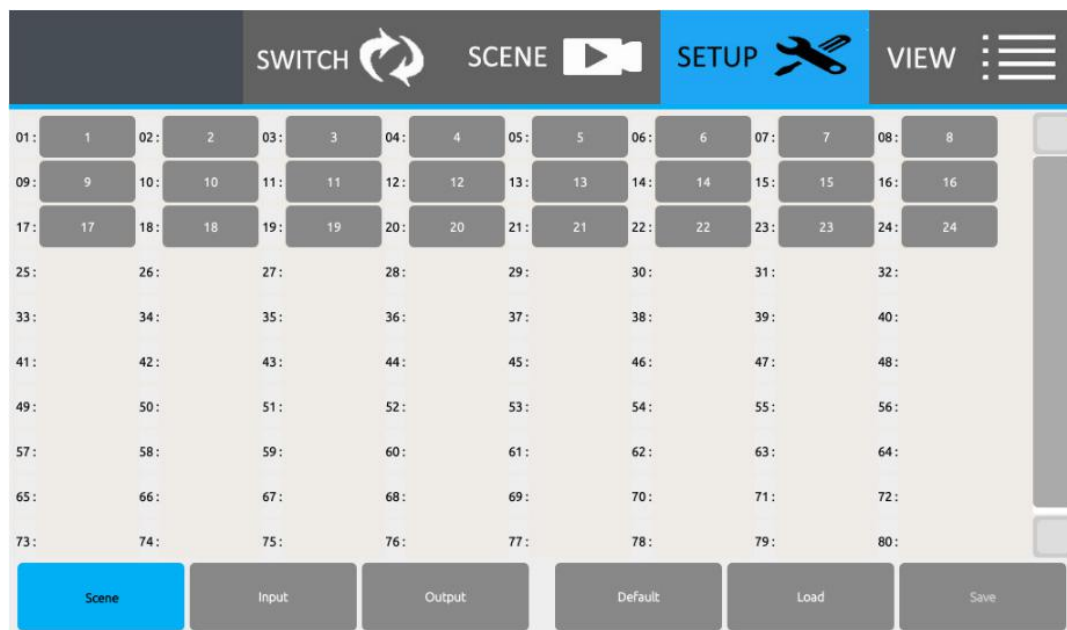 SWITCH SCENE SETUP VIEW
01: 1 02: 2 03: 3 04: 4 05: 5 06: 6 07: 7 08: 8
09: 9 10: 10 11: 11 12: 12 13: 13 14: 14 15: 15 16: 16
17: 17 18: 18 19: 19 20: 20 21: 21 22: 22 23: 23 24: 24
25: 26: 27: 28: 29: 30: 31: 32:
33: 34: 35: 36: 37: 38: 39: 40:
41: 42: 43: 44: 45: 46: 47: 48:
49: 50: 51: 52: 53: 54: 55: 56:
57: 58: 59: 60: 61: 62: 63: 64:
65: 66: 67: 68: 69: 70: 71: 72:
73: 74: 75: 76: 77: 78: 79: 80:
Scene Input Output Default Load Save